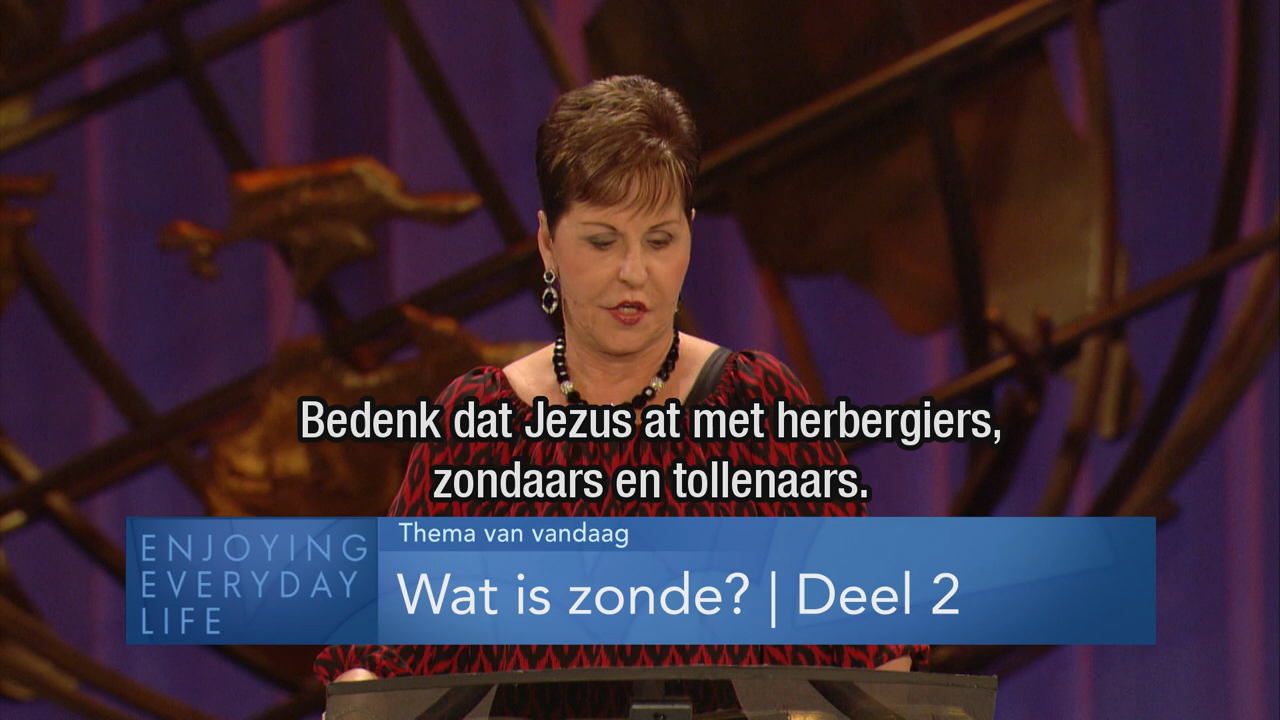 Bedenk dat Jezus at met herbergiers,
zondaars en tollenaars.
ENJOYING
EVERYDAY
LIFE
Thema van vandaag
Wat is zonde? | Deel 2